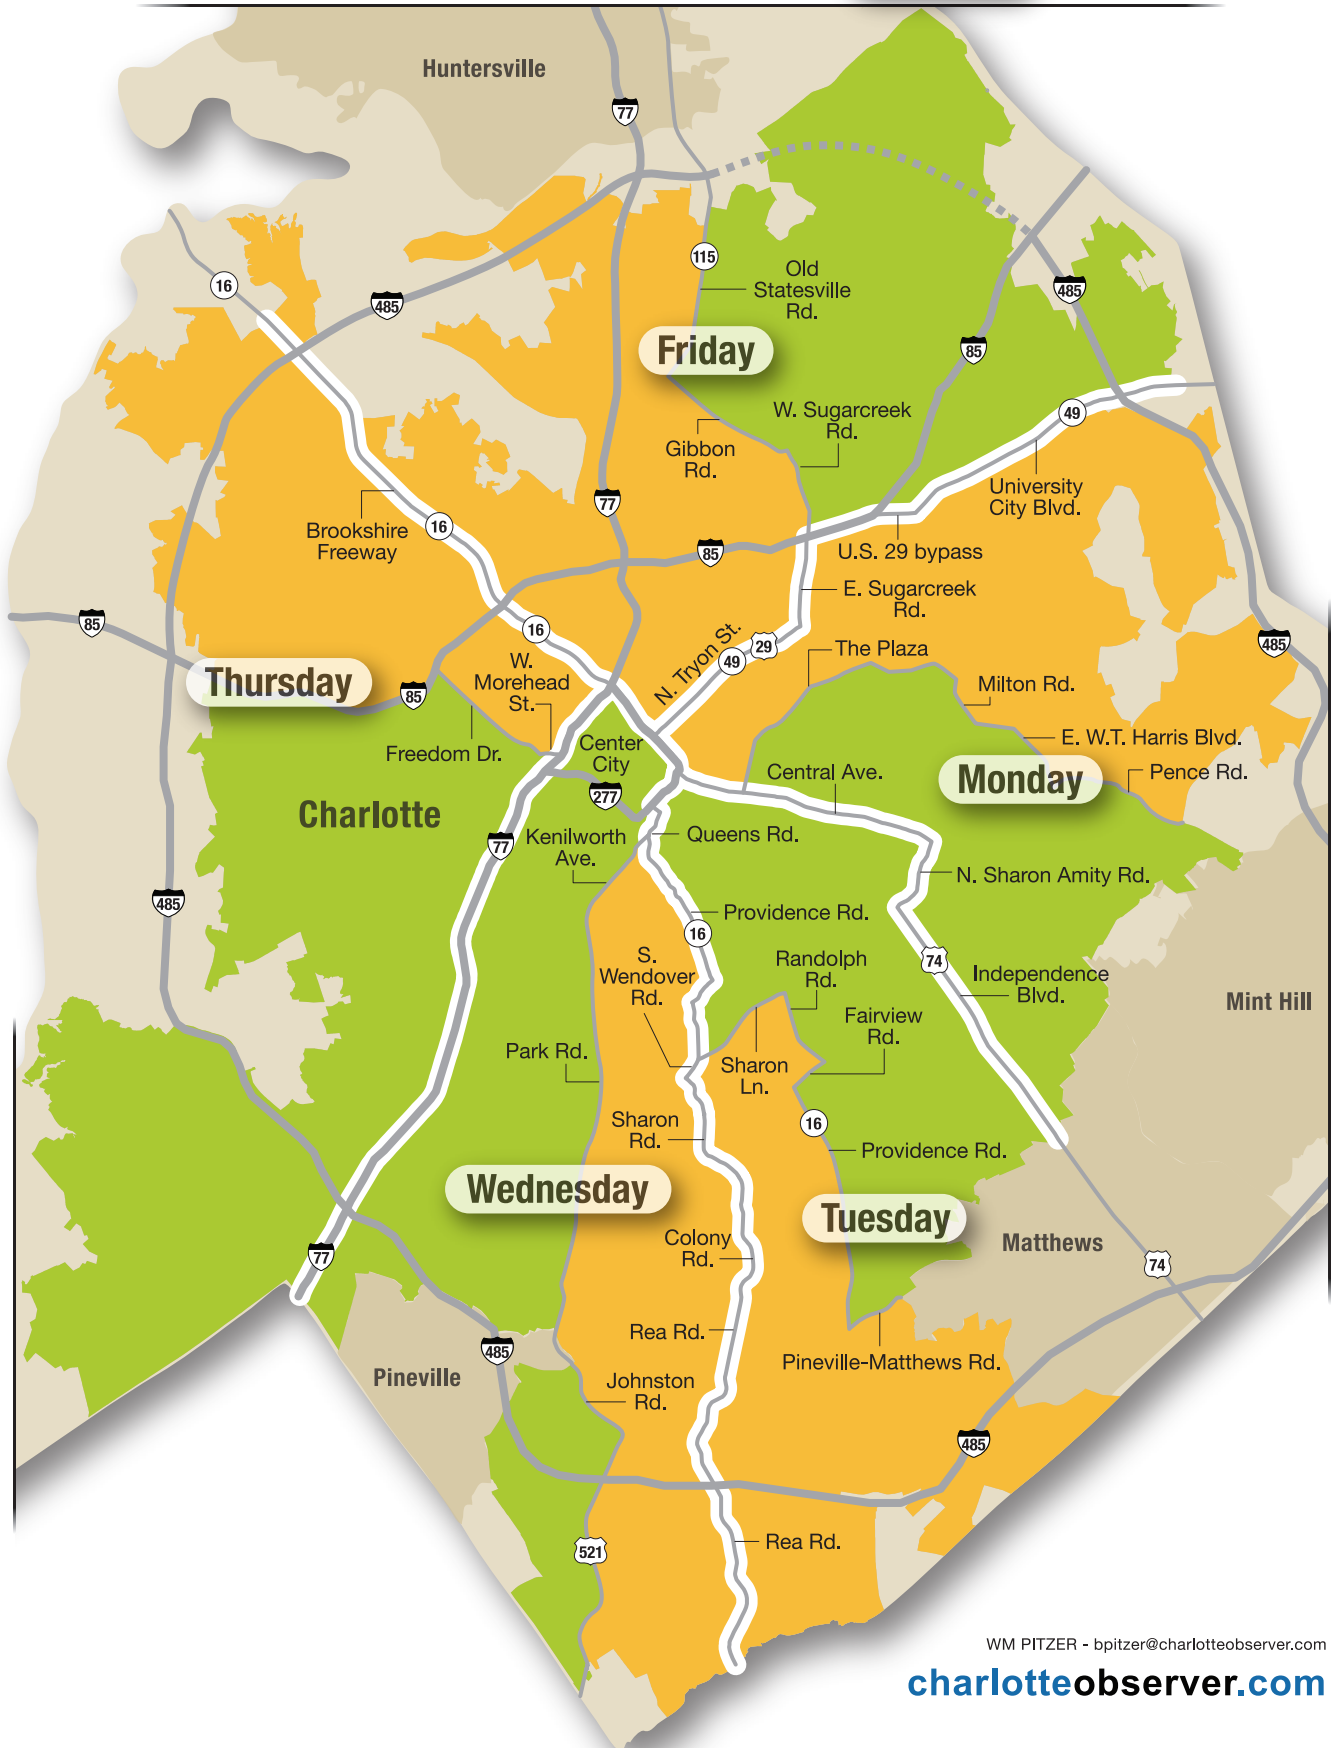 Huntersville
77
115
16
485
Old
Statesville
Rd.
485
Friday
85
W. Sugarcreek
Rd.
49
Gibbon
Rd.
University
City Blvd.
77
Brookshire
Freeway
16
85
U.S. 29 bypass
E. Sugarcreek
Rd.
85
16
N. Tryon St.
49
29
The Plaza
485
W.
Morehead
St.
Thursday
85
Milton Rd.
Freedom Dr.
Center
City
E. W.T. Harris Blvd.
Central Ave.
Monday
Pence Rd.
277
Charlotte
77
Kenilworth
Ave.
Queens Rd.
N. Sharon Amity Rd.
485
Providence Rd.
16
S.
Wendover
Rd.
Randolph
Rd.
74
Independence
Blvd.
Mint Hill
Fairview
Rd.
Park Rd.
Sharon
Ln.
Sharon
Rd.
16
Providence Rd.
Wednesday
Tuesday
Colony
Rd.
Matthews
77
74
Rea Rd.
485
Pineville-Matthews Rd.
Pineville
Johnston
Rd.
485
521
Rea Rd.
WM PITZER - bpitzer@charlotteobserver.com
charlotteobserver.com